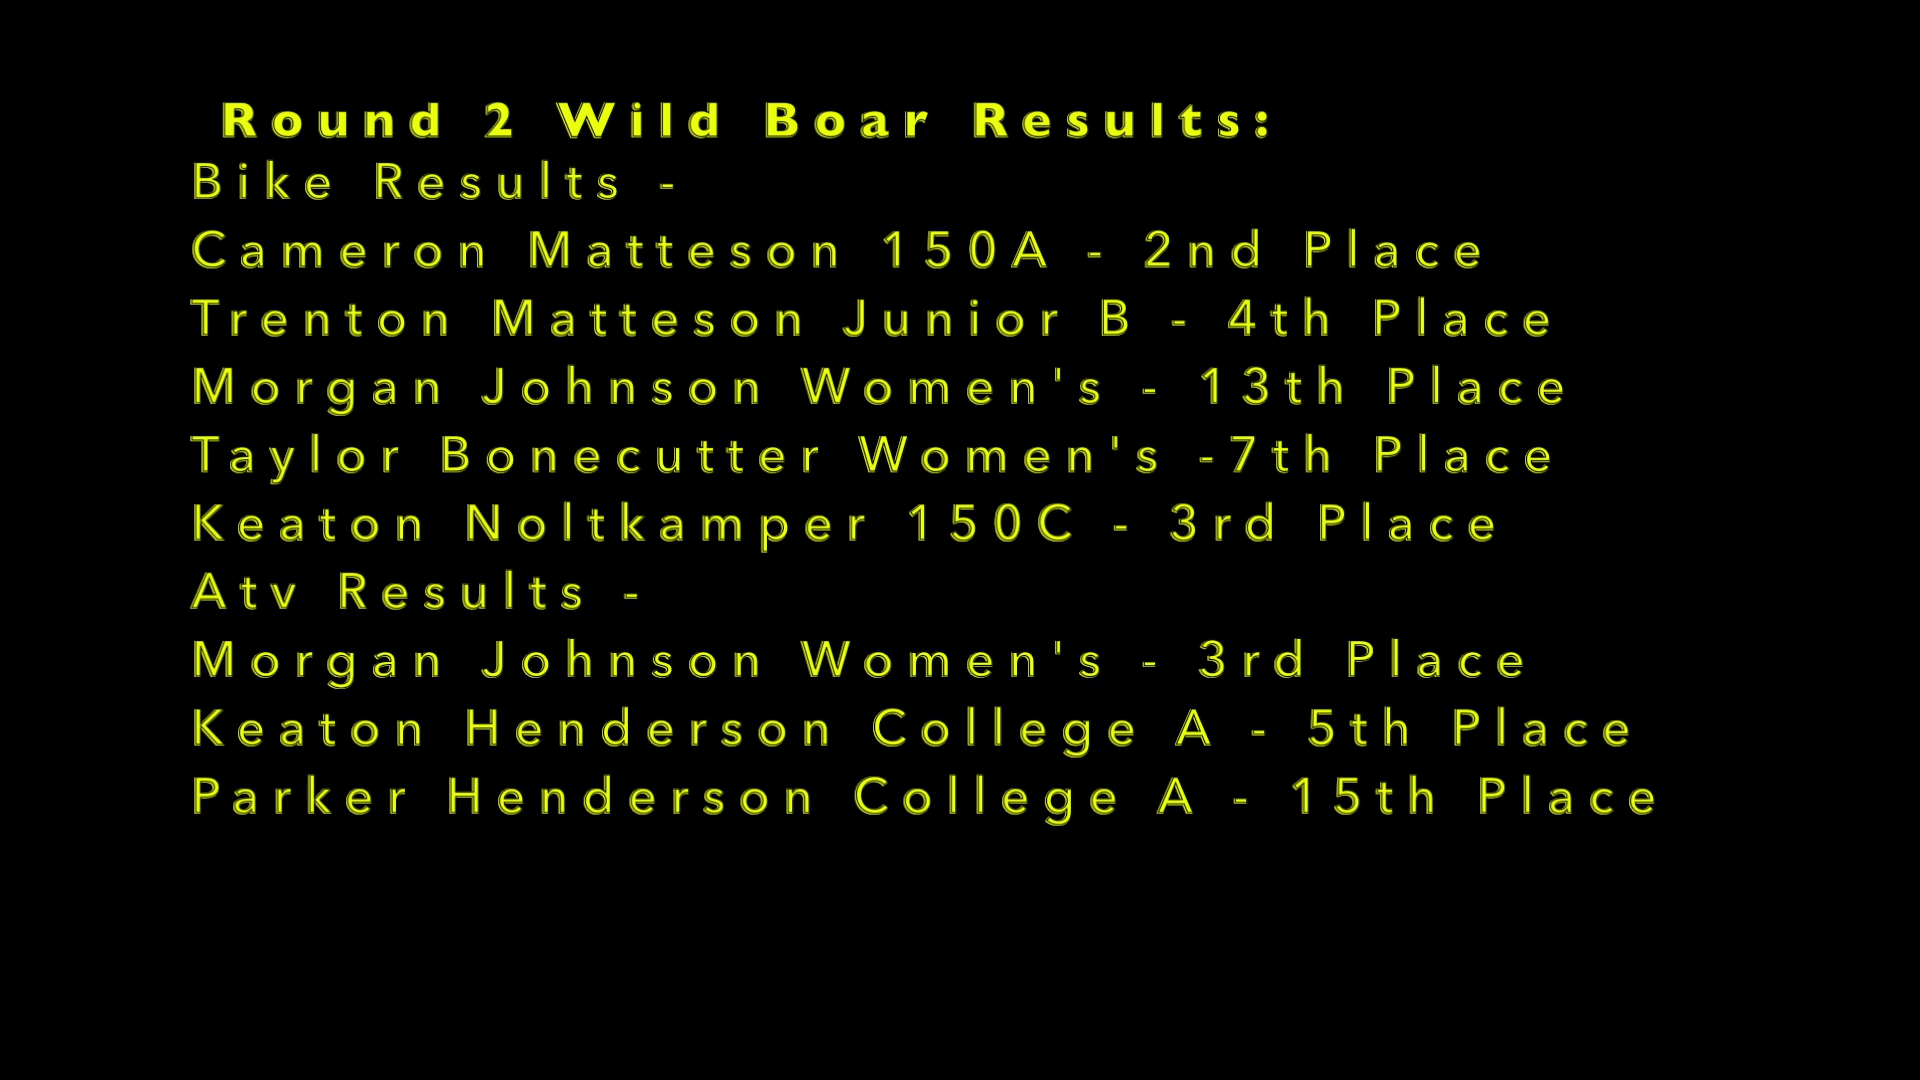 Round 2 Wild Boar Results:
Bike Results -
Cameron Matteson 150A - 2nd Place
Trenton Matteson Junior B - 4th Place
Morgan Johnson Women's - 13th Place
Taylor Bonecutter Women's -7th Place
Keaton Noltkamper 150C - 3rd Place
Atv Results -
Morgan Johnson Women's - 3rd Place
Keaton Henderson College A - 5th Place
Parker Henderson College A - 15th Place